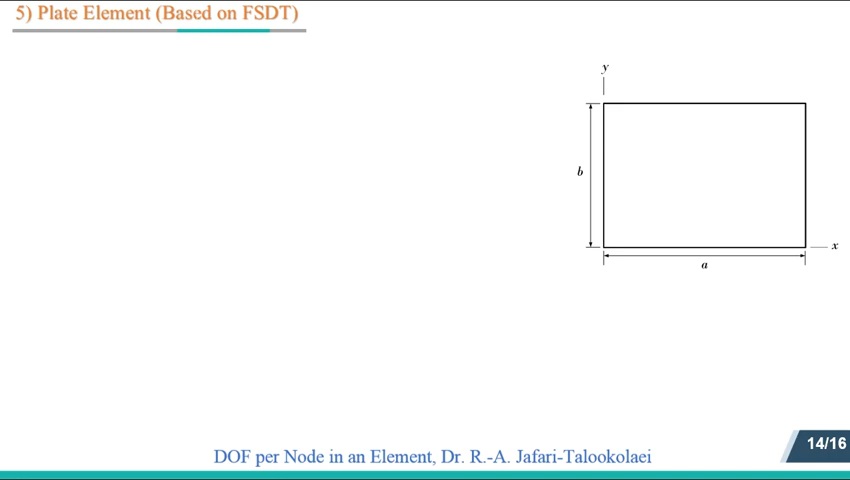 5) Plate Element (Based on FSDT)
y
b
x
a
14/16
DOF per Node in an Element, Dr. R.-A. Jafari-Talookolaei